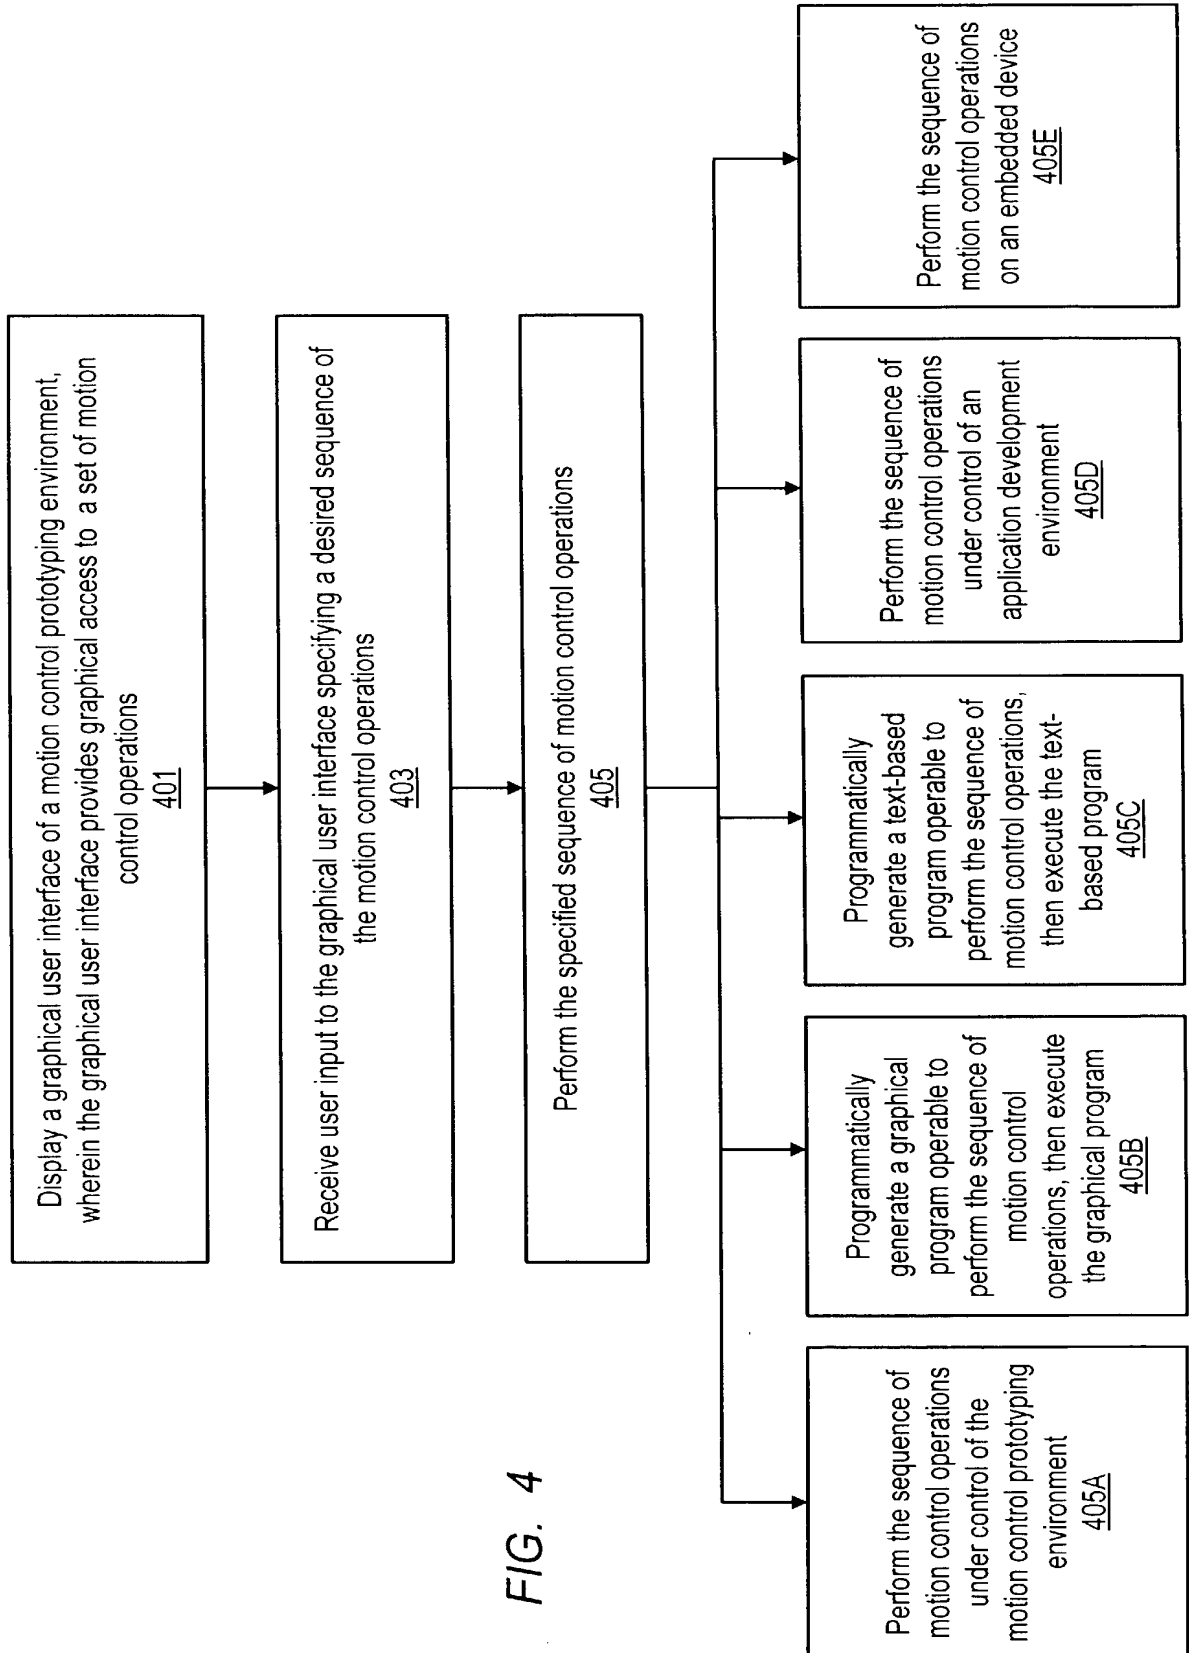 Display a graphical user interface of a motion control prototyping environment,
wherein the graphical user interface provides graphical access to a set of motion
control operations
401
Receive user input to the graphical user interface specifying a desired sequence of
the motion control operations
403
Perform the specified sequence of motion control operations
405
Perform the sequence of
motion control operations
under control of the
motion control prototyping
environment
405A
Programmatically
generate a graphical
program operable to
perform the sequence of
motion control
operations, then execute
the graphical program
405B
Programmatically
generate a text-based
program operable to
perform the sequence of
motion control operations,
then execute the text-
based program
405C
Perform the sequence of
motion control operations
under control of an
application development
environment
405D
Perform the sequence of
motion control operations
on an embedded device
405E
FIG. 4